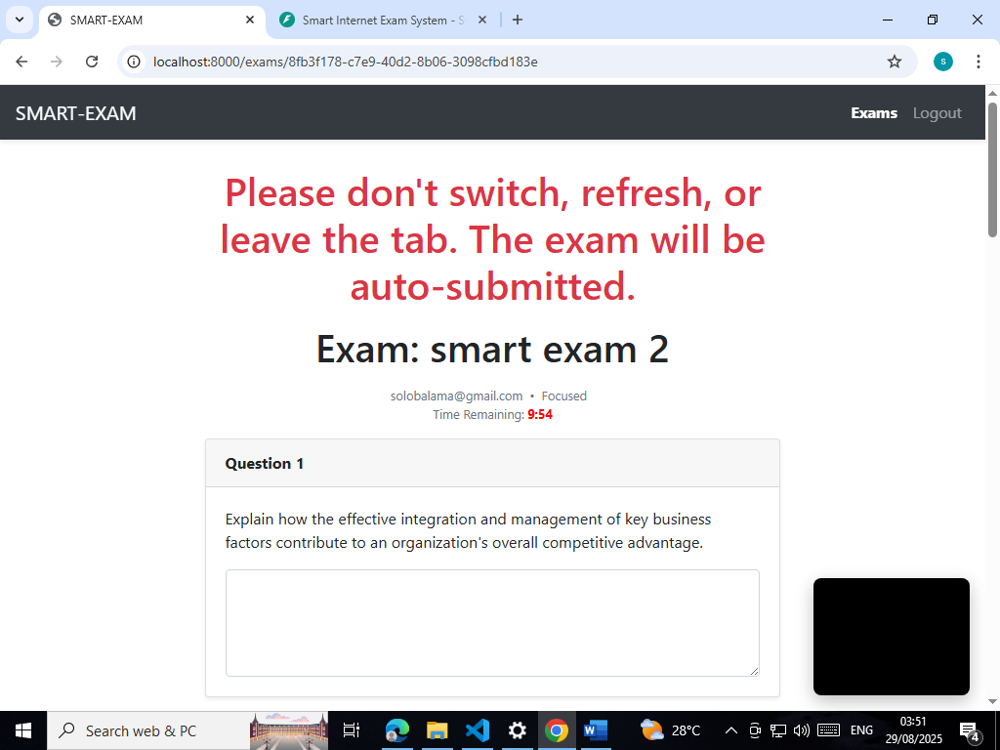 SMART-EXAM
Smart Internet Exam System - S
localhost:8000/exams/8fb3f178-c7e9-40d2-8b06-3098cfbd183e
s
SMART-EXAM
Exams Logout
Please don't switch, refresh, or
leave the tab. The exam will be
auto-submitted.
Exam: smart exam 2
solobalama@gmail.com • Focused
Time Remaining: 9:54
Question 1
Explain how the effective integration and management of key business
factors contribute to an organization's overall competitive advantage.
Search web & PC
28°C
ENG
03:51
29/08/2025
4